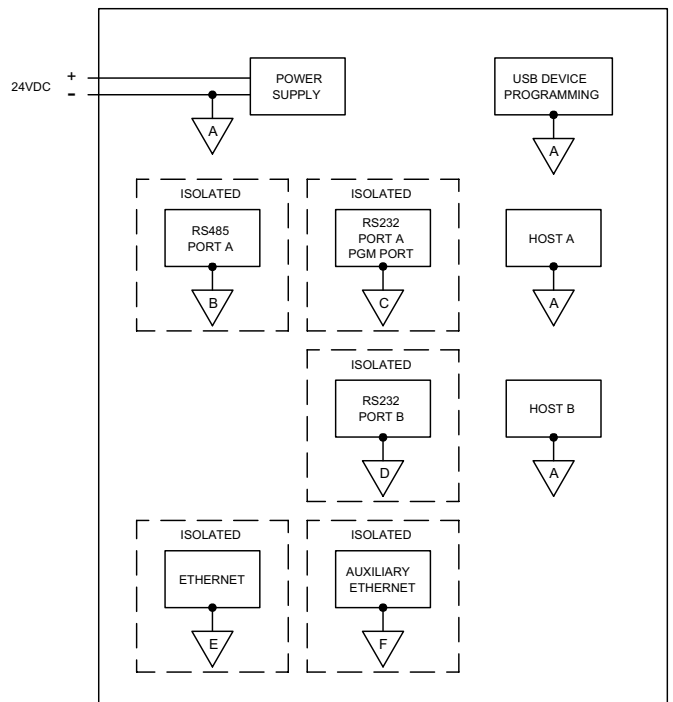 24VDC
+
-
POWER
SUPPLY
A
USB DEVICE
PROGRAMMING
A
ISOLATED
RS485
PORT A
B
ISOLATED
RS232
PORT A
PGM PORT
C
HOST A
A
ISOLATED
RS232
PORT B
D
HOST B
A
ISOLATED
ETHERNET
E
ISOLATED
AUXILIARY
ETHERNET
F